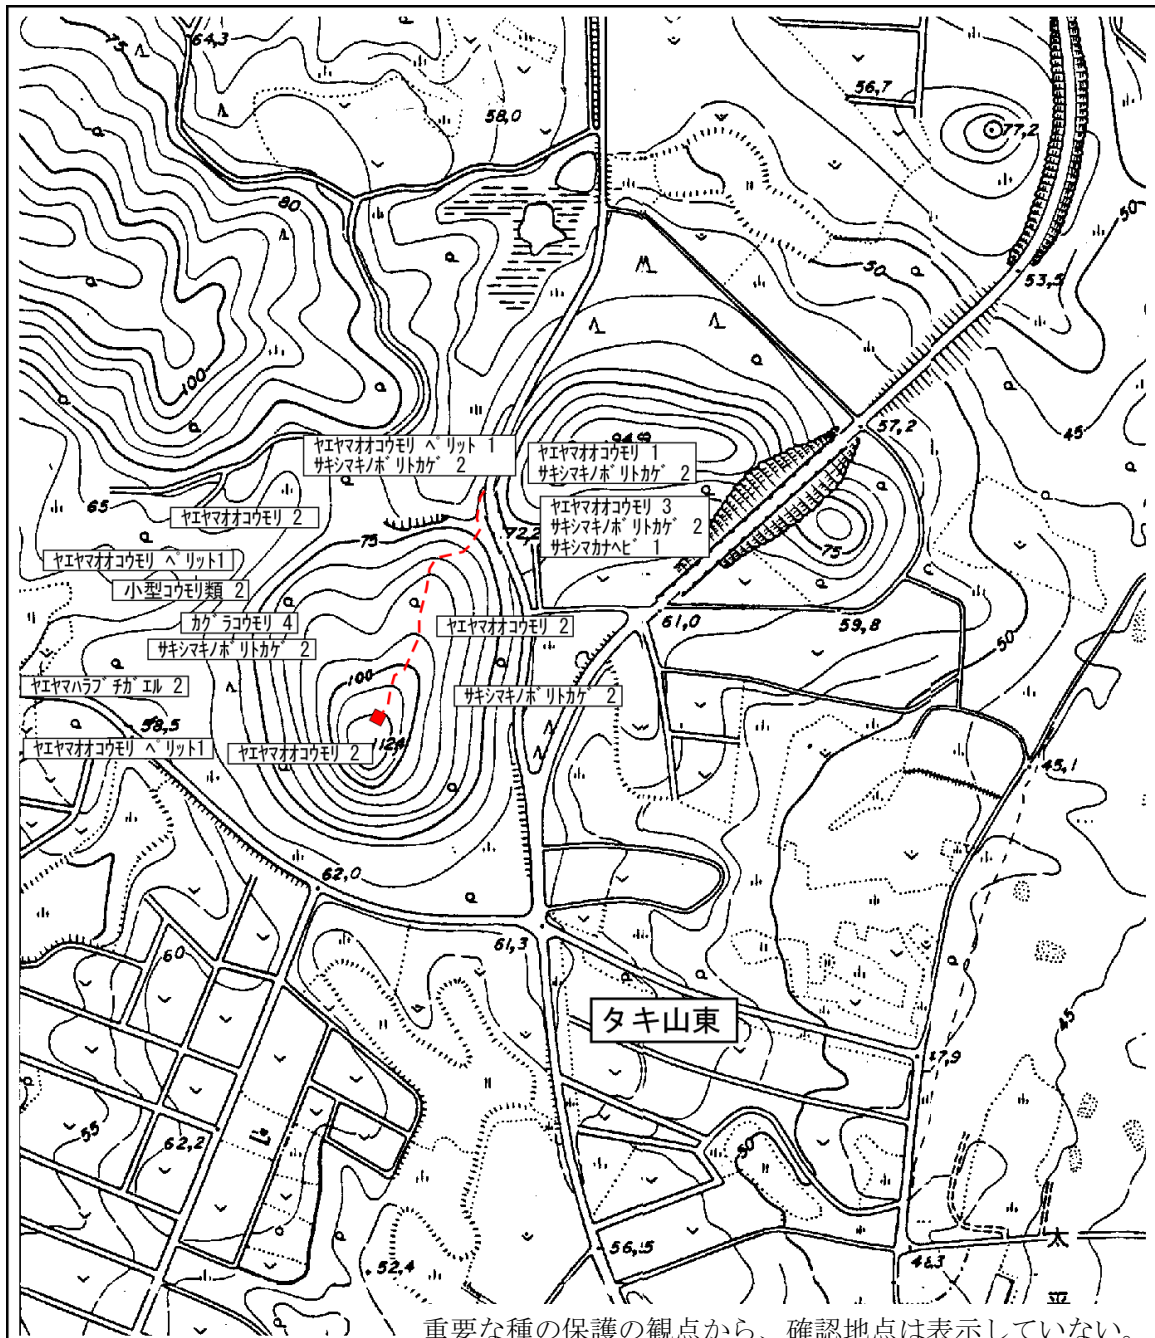 64,3
75
56,7
58,0
77,2
80
50
50
53,5
100
57,2
45
94,9
ヤエヤマオオコウモリ ペリット 1
サキシマキノボリトカゲ 2
ヤエヤマオオコウモリ 1
サキシマキノボリトカゲ 2
65
ヤエヤマオオコウモリ 2
ヤエヤマオオコウモリ 3
サキシマキノボリトカゲ 2
サキシマカナヘビ 1
72,2
75
75
ヤエヤマオオコウモリ ペリット1
小型コウモリ類 2
カグラコウモリ 4
サキシマキノボリトカゲ 2
ヤエヤマオオコウモリ 2
61,0
59,8
50
100
ヤエヤマハラブチガエル 2
サキシマキノボリトカゲ 2
58,5
ヤエヤマオオコウモリ ペリット1
ヤエヤマオオコウモリ 2
124
45,1
62,0
61,3
60
タキ山東
45
47,9
55
62,2
50
56,5
46,3
太
52,4
平
重要な種の保護の観点から、確認地点は表示していない。